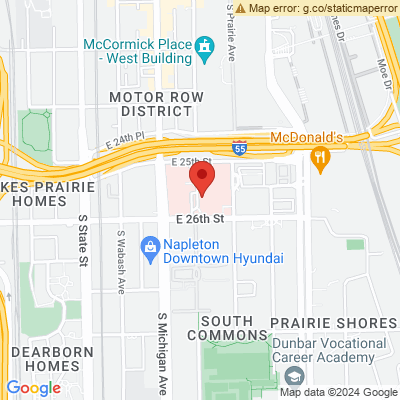 Map error: g.co/staticmaperror
S Prairie Ave
Moe Dr
McCormick Place
- West Building
MOTOR ROW
DISTRICT
E 24th Pl
55
McDonald's
E 25th St
KES PRAIRIE
HOMES
E 26th St
S State St
S Wabash Ave
Napleton
Downtown Hyundai
S Michigan Ave
SOUTH
COMMONS
PRAIRIE SHORES
Dunbar Vocational
Career Academy
DEARBORN
HOMES
Google
Map data ©2024 Google